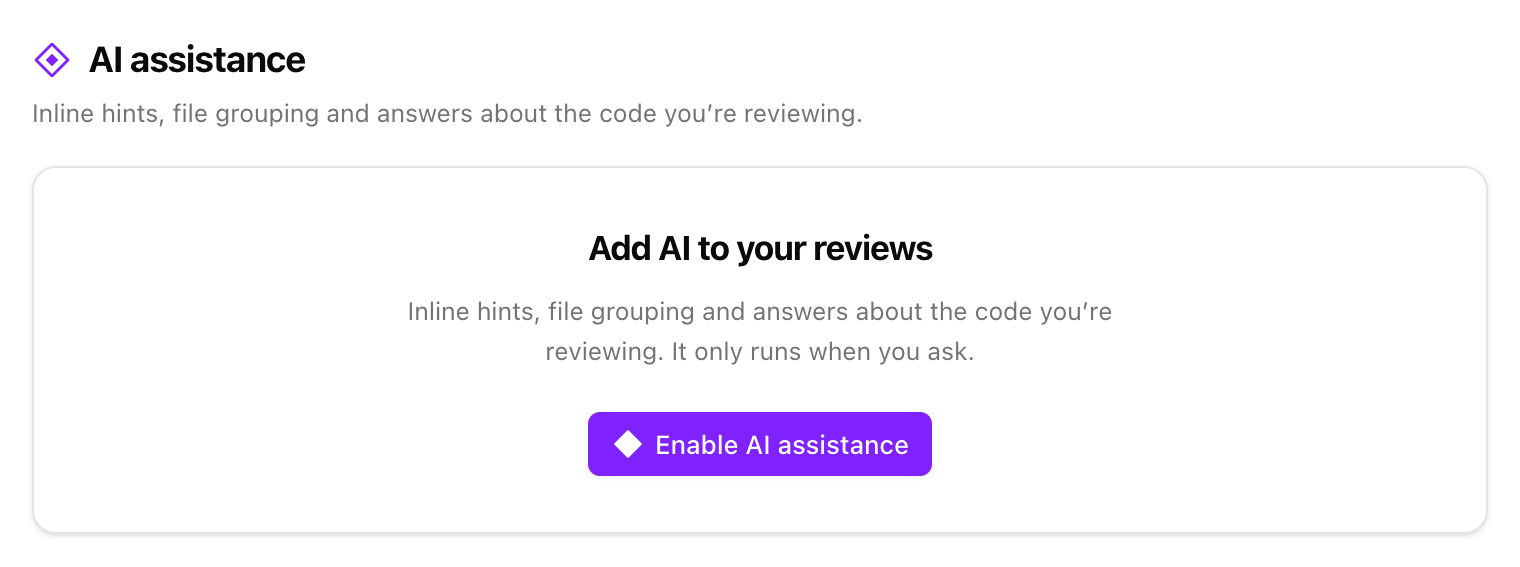 AI assistance
Inline hints, file grouping and answers about the code you’re reviewing.
Add AI to your reviews
Inline hints, file grouping and answers about the code you’re
reviewing. It only runs when you ask.
Enable AI assistance